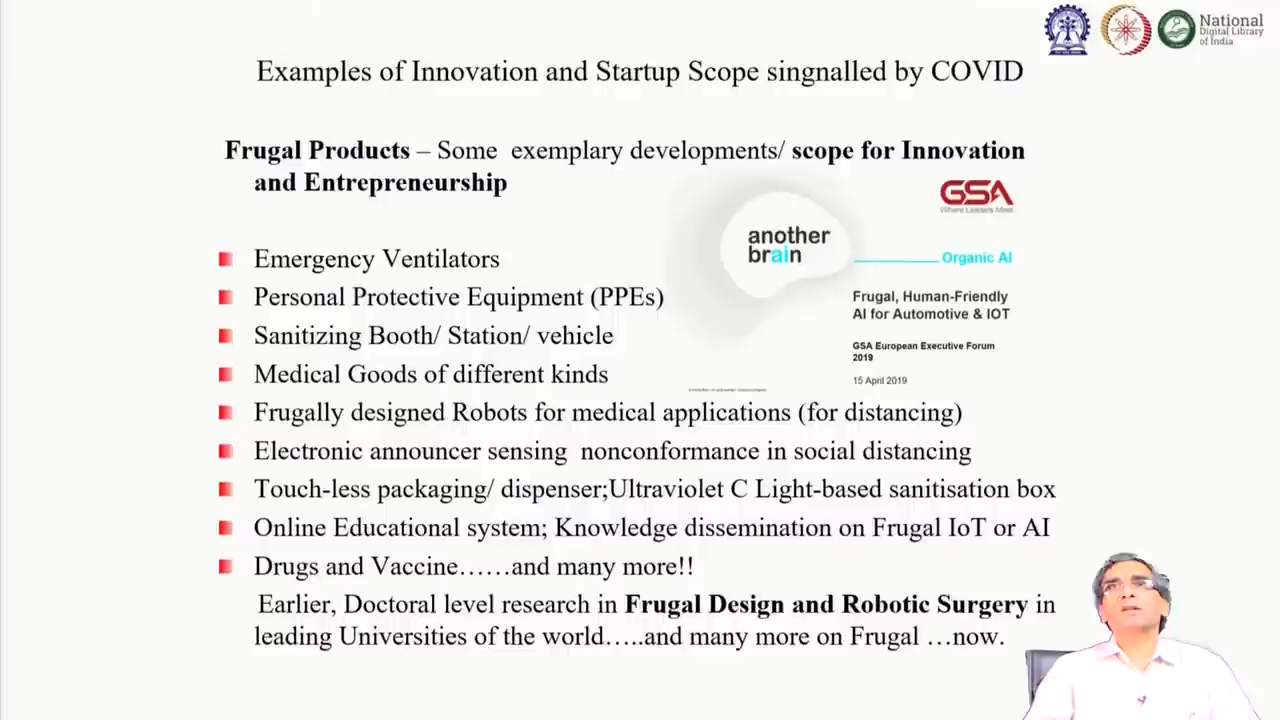 National
Digital Library
of India
Examples of Innovation and Startup Scope singnalled by COVID
Frugal Products – Some exemplary developments/ scope for Innovation
and Entrepreneurship
GSA
Where Leaders Meet
another
brain
Organic AI
Frugal, Human-Friendly
AI for Automotive & IOT
GSA European Executive Forum
2019
15 April 2019
Emergency Ventilators
Personal Protective Equipment (PPEs)
Sanitizing Booth/ Station/ vehicle
Medical Goods of different kinds
Frugally designed Robots for medical applications (for distancing)
Electronic announcer sensing nonconformance in social distancing
Touch-less packaging/ dispenser;Ultraviolet C Light-based sanitisation box
Online Educational system; Knowledge dissemination on Frugal IoT or AI
Drugs and Vaccine……and many more!!
Earlier, Doctoral level research in Frugal Design and Robotic Surgery in
leading Universities of the world…..and many more on Frugal …now.